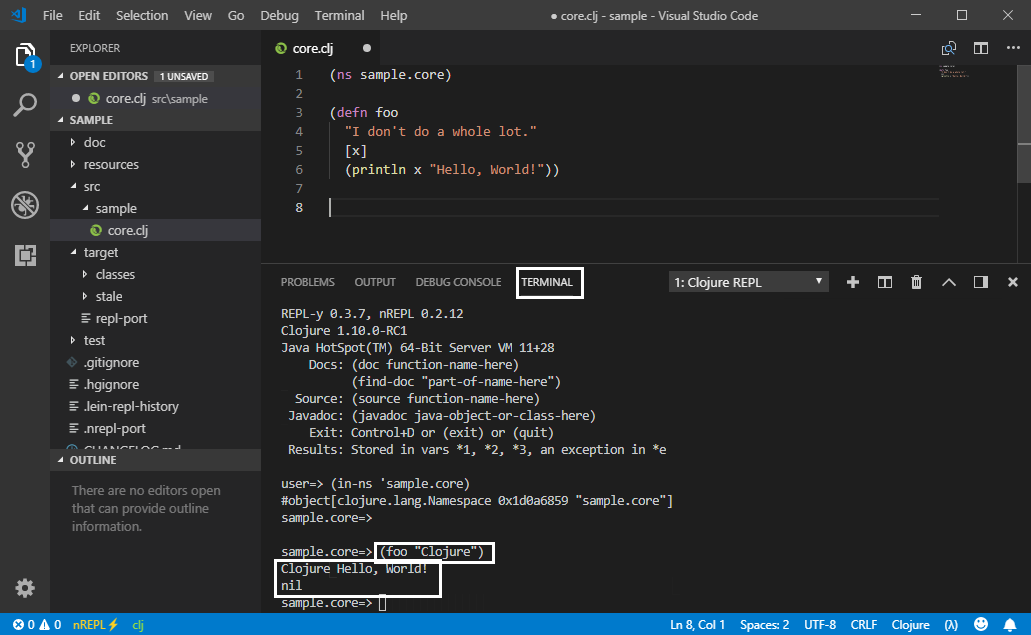 File Edit Selection View Go Debug Terminal Help ● core.clj - sample - Visual Studio Code
EXPLORER
OPEN EDITORS 1 UNSAVED
core.clj src\sample
SAMPLE
doc
resources
src
sample
core.clj
target
classes
stale
repl-port
test
.gitignore
.hgignore
.lein-repl-history
.nrepl-port
CHANGELOG.md
OUTLINE
There are no editors open
that can provide outline
information.
1
core.clj
1 (ns sample.core)
2
3 (defn foo
4 "I don't do a whole lot."
5 [x]
6 (println x "Hello, World!"))
7
8
PROBLEMS OUTPUT DEBUG CONSOLE TERMINAL 1: Clojure REPL
REPL-y 0.3.7, nREPL 0.2.12
Clojure 1.10.0-RC1
Java HotSpot(TM) 64-Bit Server VM 11+28
Docs: (doc function-name-here)
(find-doc "part-of-name-here")
Source: (source function-name-here)
Javadoc: (javadoc java-object-or-class-here)
Exit: Control+D or (exit) or (quit)
Results: Stored in vars *1, *2, *3, an exception in *e
user=> (in-ns 'sample.core)
#object[clojure.lang.Namespace 0x1d0a6859 "sample.core"]
sample.core=>
sample.core=> (foo "Clojure")
Clojure Hello, World!
nil
sample.core=>
0 0 nREPL⚡ clj Ln 8, Col 1 Spaces: 2 UTF-8 CRLF Clojure (λ)